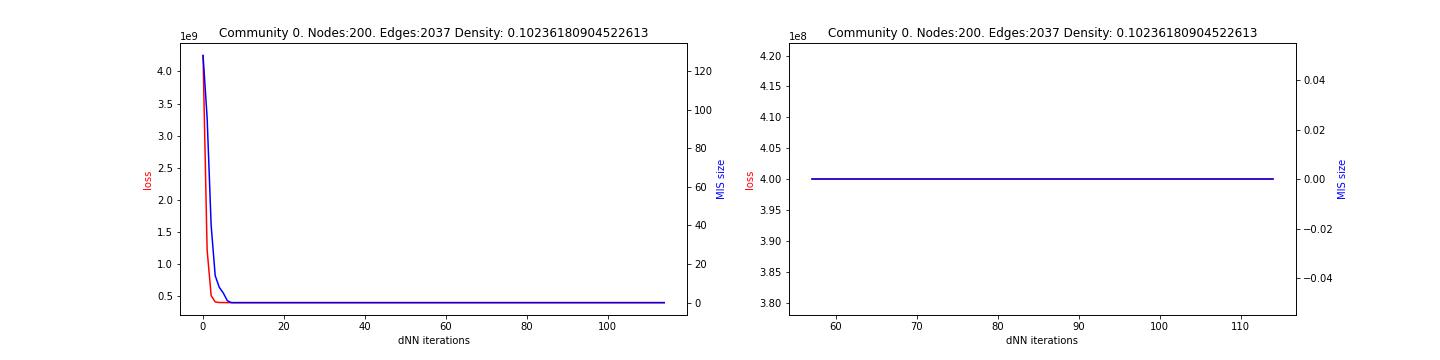 Community 0. Nodes:200. Edges:2037 Density: 0.10236180904522613
1e9
4.0
3.5
3.0
2.5
2.0
1.5
1.0
0.5
loss
120
100
80
60
40
20
0
MIS size
0 20 40 60 80 100
dNN iterations
Community 0. Nodes:200. Edges:2037 Density: 0.10236180904522613
1e8
4.20
4.15
4.10
4.05
4.00
3.95
3.90
3.85
3.80
loss
0.04
0.02
0.00
−0.02
−0.04
MIS size
60 70 80 90 100 110
dNN iterations